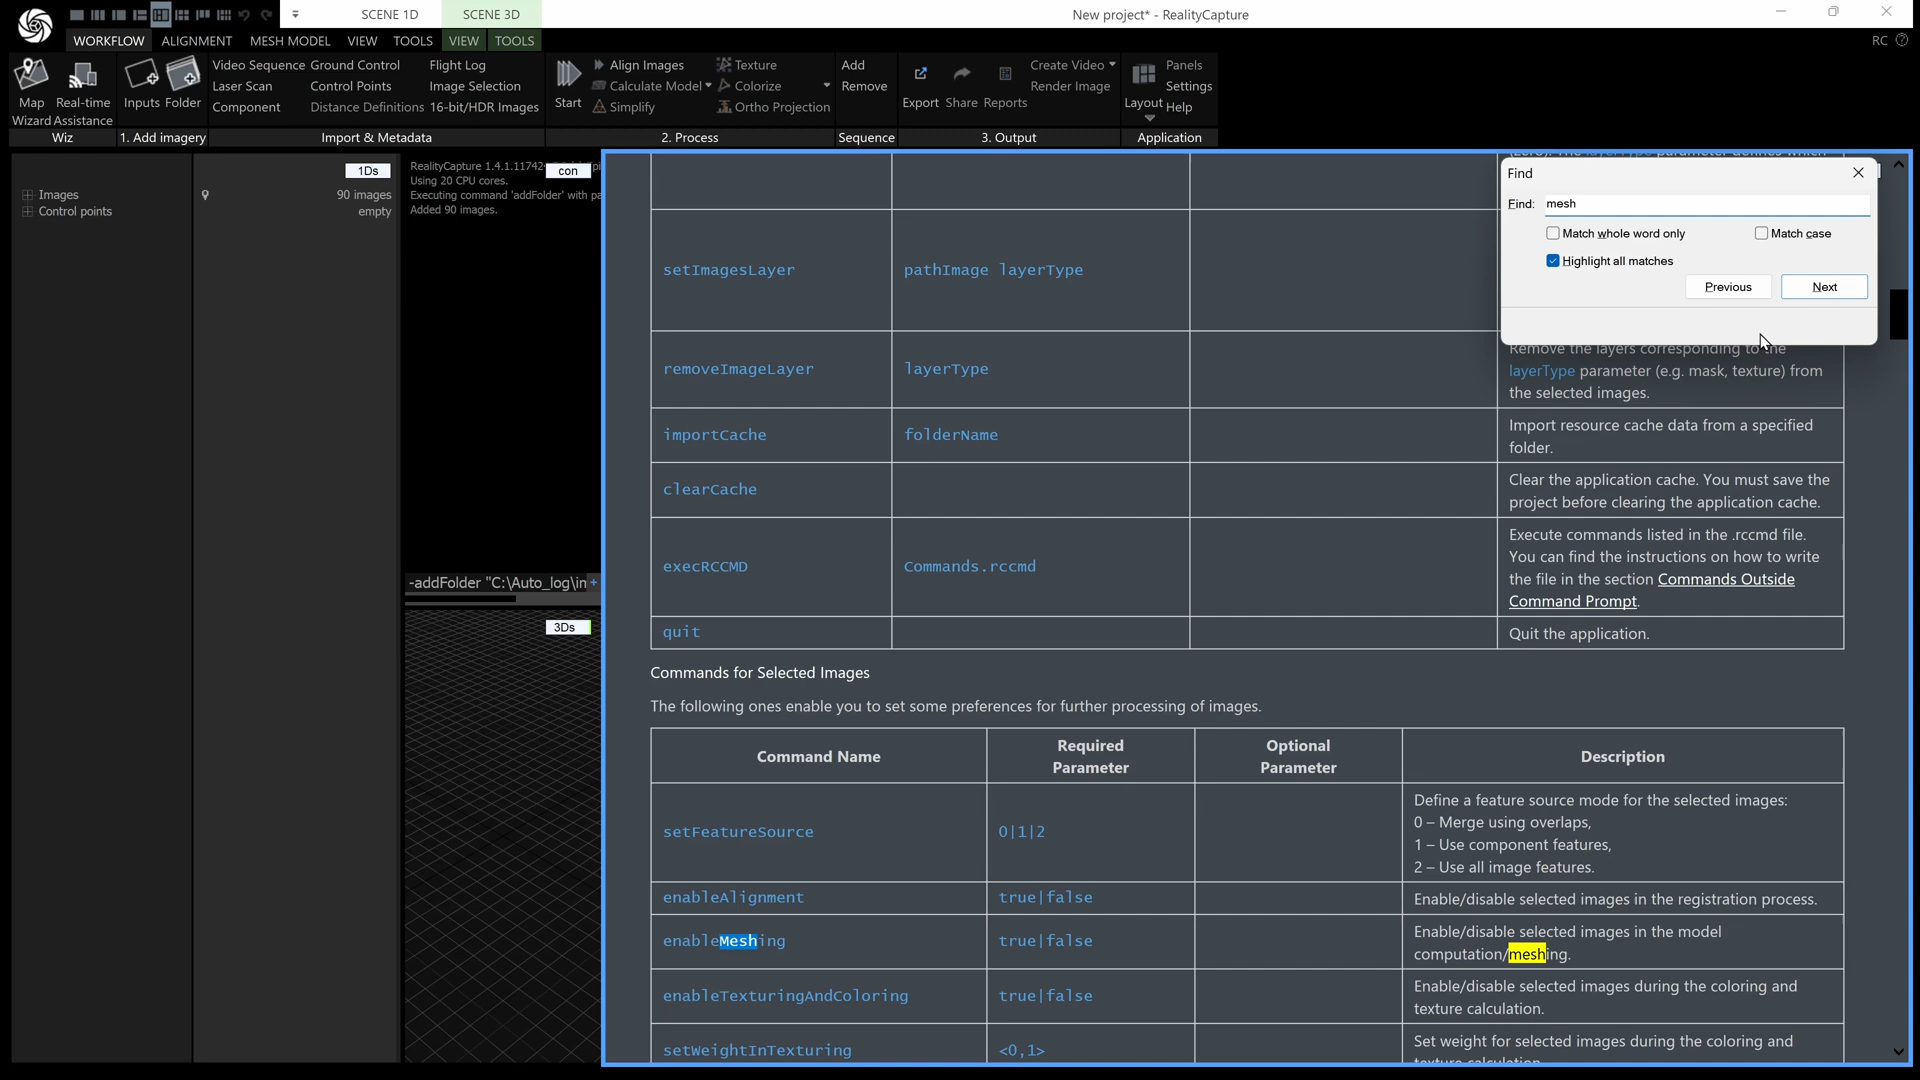 SCENE 1D
SCENE 3D
New project* - RealityCapture
WORKFLOW
ALIGNMENT
MESH MODEL
VIEW
TOOLS
VIEW
TOOLS
RC
Map Wizard
Real-time Assistance
Wiz
Inputs
Folder
1. Add imagery
Video Sequence
Ground Control
Flight Log
Laser Scan
Control Points
Image Selection
Component
Distance Definitions
16-bit/HDR Images
Import & Metadata
Start
Align Images
Texture
Calculate Model
Colorize
Simplify
Ortho Projection
2. Process
Add
Remove
Sequence
Export
Share
Reports
Create Video
Render Image
3. Output
Layout
Panels
Settings
Help
Application
1Ds
Images
90 images
Control points
empty
con
RealityCapture 1.4.1.11742
Using 20 CPU cores.
Executing command 'addFolder' with pa
Added 90 images.
-addFolder "C:\Auto_log\in
3Ds
Find
Find: mesh
Match whole word only
Match case
Highlight all matches
Previous
Next
setImagesLayer
pathImage layerType
removeImageLayer
layerType
Remove the layers corresponding to the
layerType parameter (e.g. mask, texture) from
the selected images.
importCache
folderName
Import resource cache data from a specified
folder.
clearCache
Clear the application cache. You must save the
project before clearing the application cache.
execRCCMD
Commands.rccmd
Execute commands listed in the .rccmd file.
You can find the instructions on how to write
the file in the section Commands Outside
Command Prompt.
quit
Quit the application.
Commands for Selected Images
The following ones enable you to set some preferences for further processing of images.
Command Name
Required
Parameter
Optional
Parameter
Description
setFeatureSource
0|1|2
Define a feature source mode for the selected images:
0 – Merge using overlaps,
1 – Use component features,
2 – Use all image features.
enableAlignment
true|false
Enable/disable selected images in the registration process.
enableMeshing
true|false
Enable/disable selected images in the model
computation/meshing.
enableTexturingAndColoring
true|false
Enable/disable selected images during the coloring and
texture calculation.
setWeightInTexturing
<0,1>
Set weight for selected images during the coloring and
texture calculation.